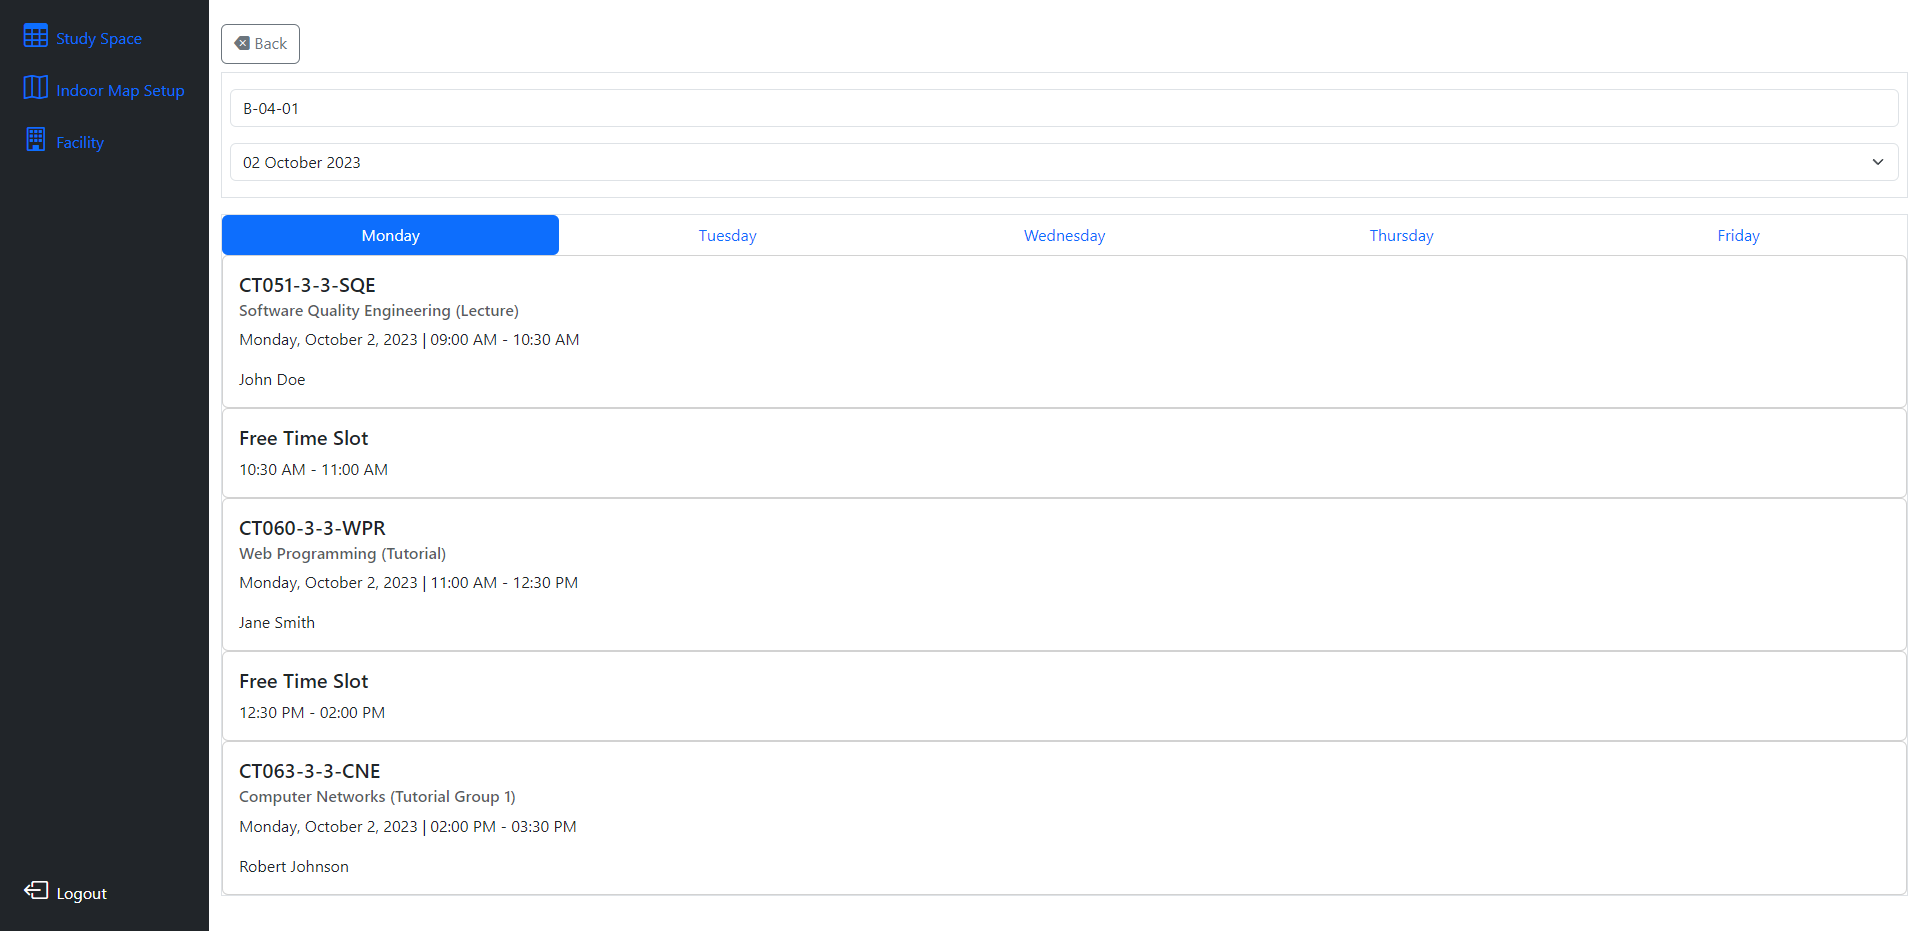 Study Space
Indoor Map Setup
Facility
Logout
Back
B-04-01
02 October 2023
Monday Tuesday Wednesday Thursday Friday
CT051-3-3-SQE
Software Quality Engineering (Lecture)
Monday, October 2, 2023 | 09:00 AM - 10:30 AM
John Doe
Free Time Slot
10:30 AM - 11:00 AM
CT060-3-3-WPR
Web Programming (Tutorial)
Monday, October 2, 2023 | 11:00 AM - 12:30 PM
Jane Smith
Free Time Slot
12:30 PM - 02:00 PM
CT063-3-3-CNE
Computer Networks (Tutorial Group 1)
Monday, October 2, 2023 | 02:00 PM - 03:30 PM
Robert Johnson